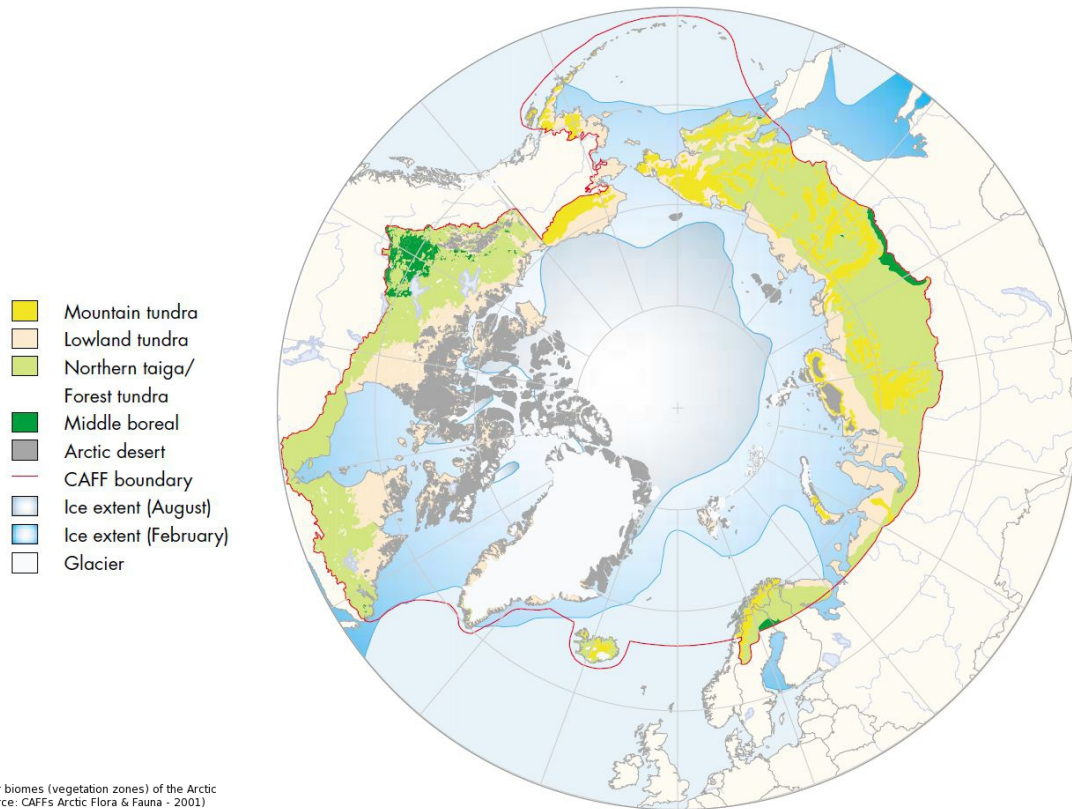 Mountain tundra
Lowland tundra
Northern taiga/
Forest tundra
Middle boreal
Arctic desert
CAFF boundary
Ice extent (August)
Ice extent (February)
Glacier
biomes (vegetation zones) of the Arctic
CAFFs Arctic Flora & Fauna - 2001)